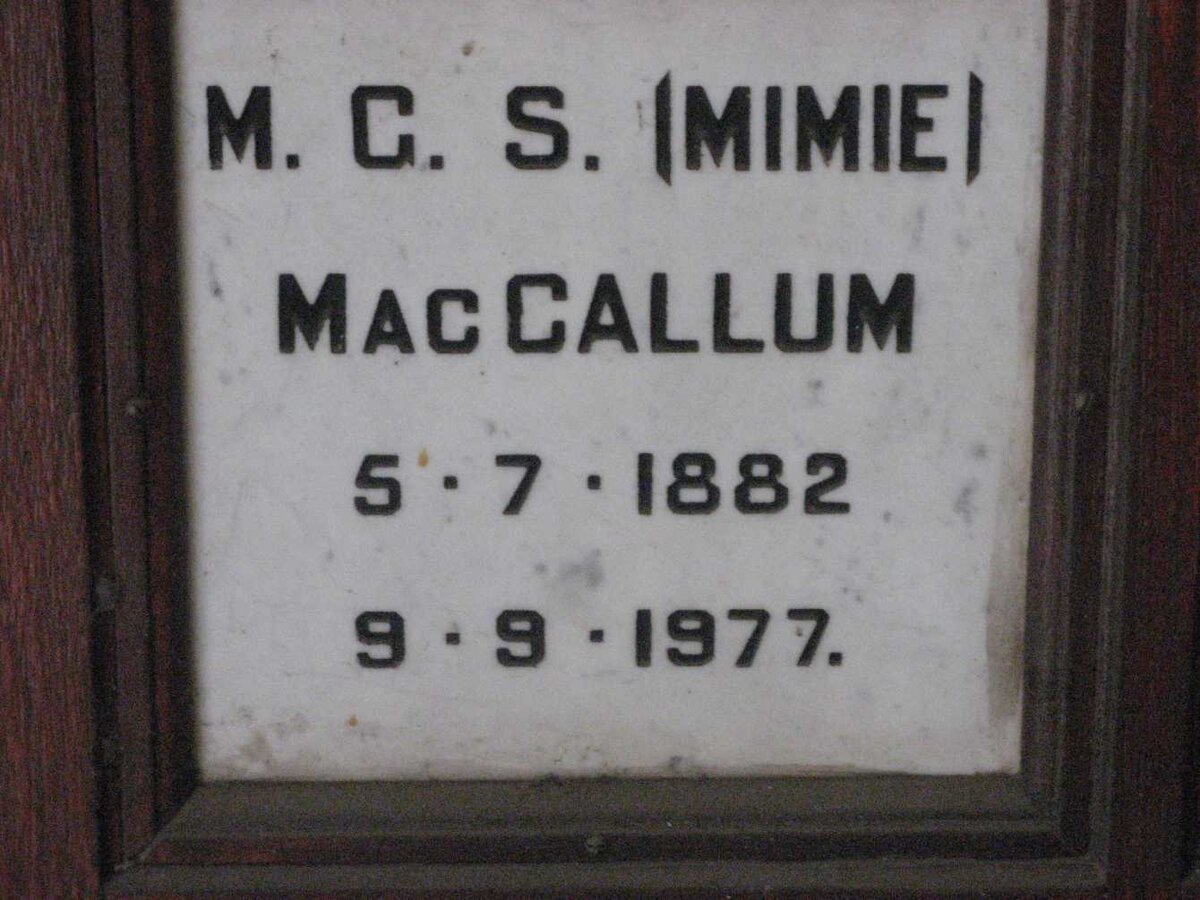 M. G. S. (MIMIE)
MACCALLUM
5 · 7 · 1882
9 · 9 · 1977.